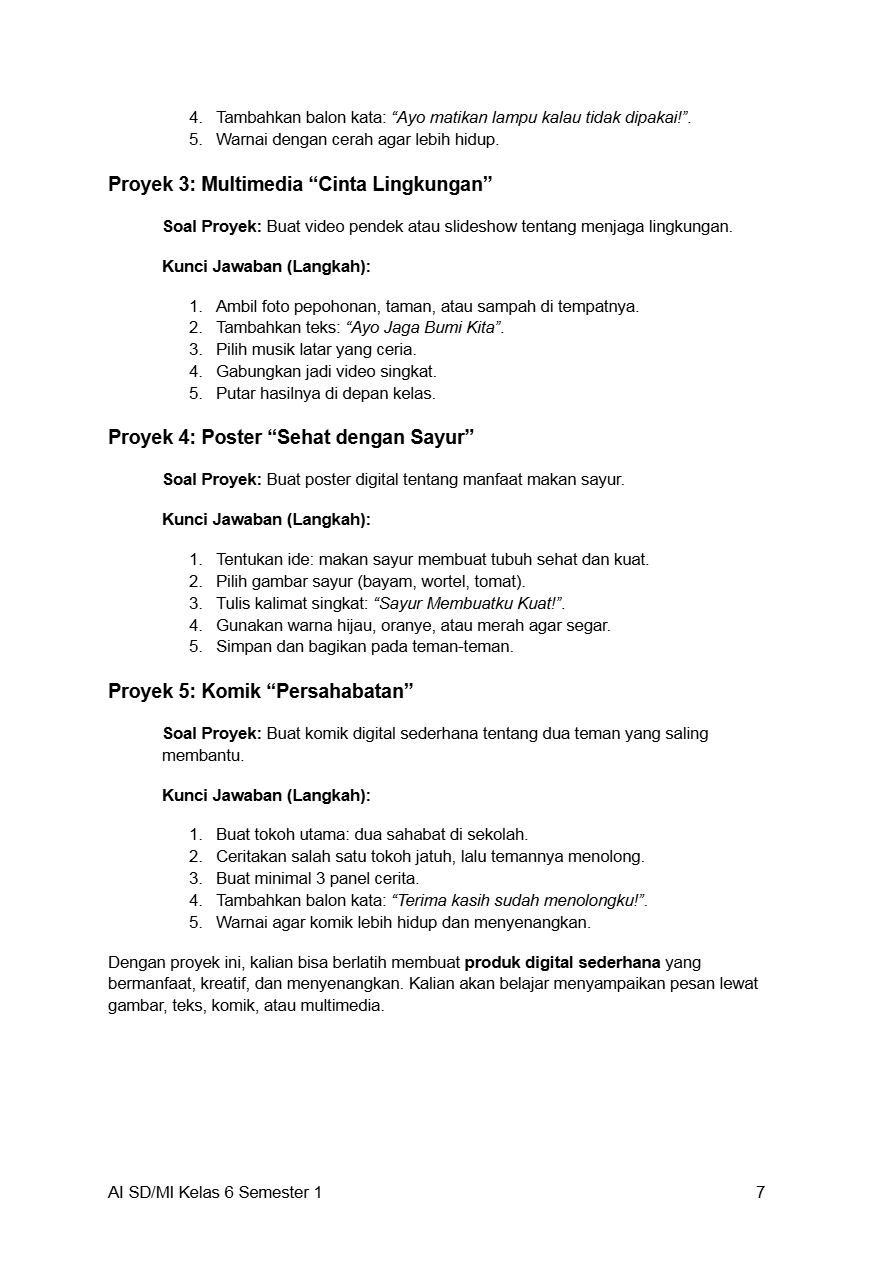 4. Tambahkan balon kata: “Ayo matikan lampu kalau tidak dipakai!”.
5. Warnai dengan cerah agar lebih hidup.
Proyek 3: Multimedia “Cinta Lingkungan”
Soal Proyek: Buat video pendek atau slideshow tentang menjaga lingkungan.
Kunci Jawaban (Langkah):
1. Ambil foto pepohonan, taman, atau sampah di tempatnya.
2. Tambahkan teks: “Ayo Jaga Bumi Kita”.
3. Pilih musik latar yang ceria.
4. Gabungkan jadi video singkat.
5. Putar hasilnya di depan kelas.
Proyek 4: Poster “Sehat dengan Sayur”
Soal Proyek: Buat poster digital tentang manfaat makan sayur.
Kunci Jawaban (Langkah):
1. Tentukan ide: makan sayur membuat tubuh sehat dan kuat.
2. Pilih gambar sayur (bayam, wortel, tomat).
3. Tulis kalimat singkat: “Sayur Membuatku Kuat!”.
4. Gunakan warna hijau, oranye, atau merah agar segar.
5. Simpan dan bagikan pada teman-teman.
Proyek 5: Komik “Persahabatan”
Soal Proyek: Buat komik digital sederhana tentang dua teman yang saling
membantu.
Kunci Jawaban (Langkah):
1. Buat tokoh utama: dua sahabat di sekolah.
2. Ceritakan salah satu tokoh jatuh, lalu temannya menolong.
3. Buat minimal 3 panel cerita.
4. Tambahkan balon kata: “Terima kasih sudah menolongku!”.
5. Warnai agar komik lebih hidup dan menyenangkan.
Dengan proyek ini, kalian bisa berlatih membuat produk digital sederhana yang
bermanfaat, kreatif, dan menyenangkan. Kalian akan belajar menyampaikan pesan lewat
gambar, teks, komik, atau multimedia.
AI SD/MI Kelas 6 Semester 1 7